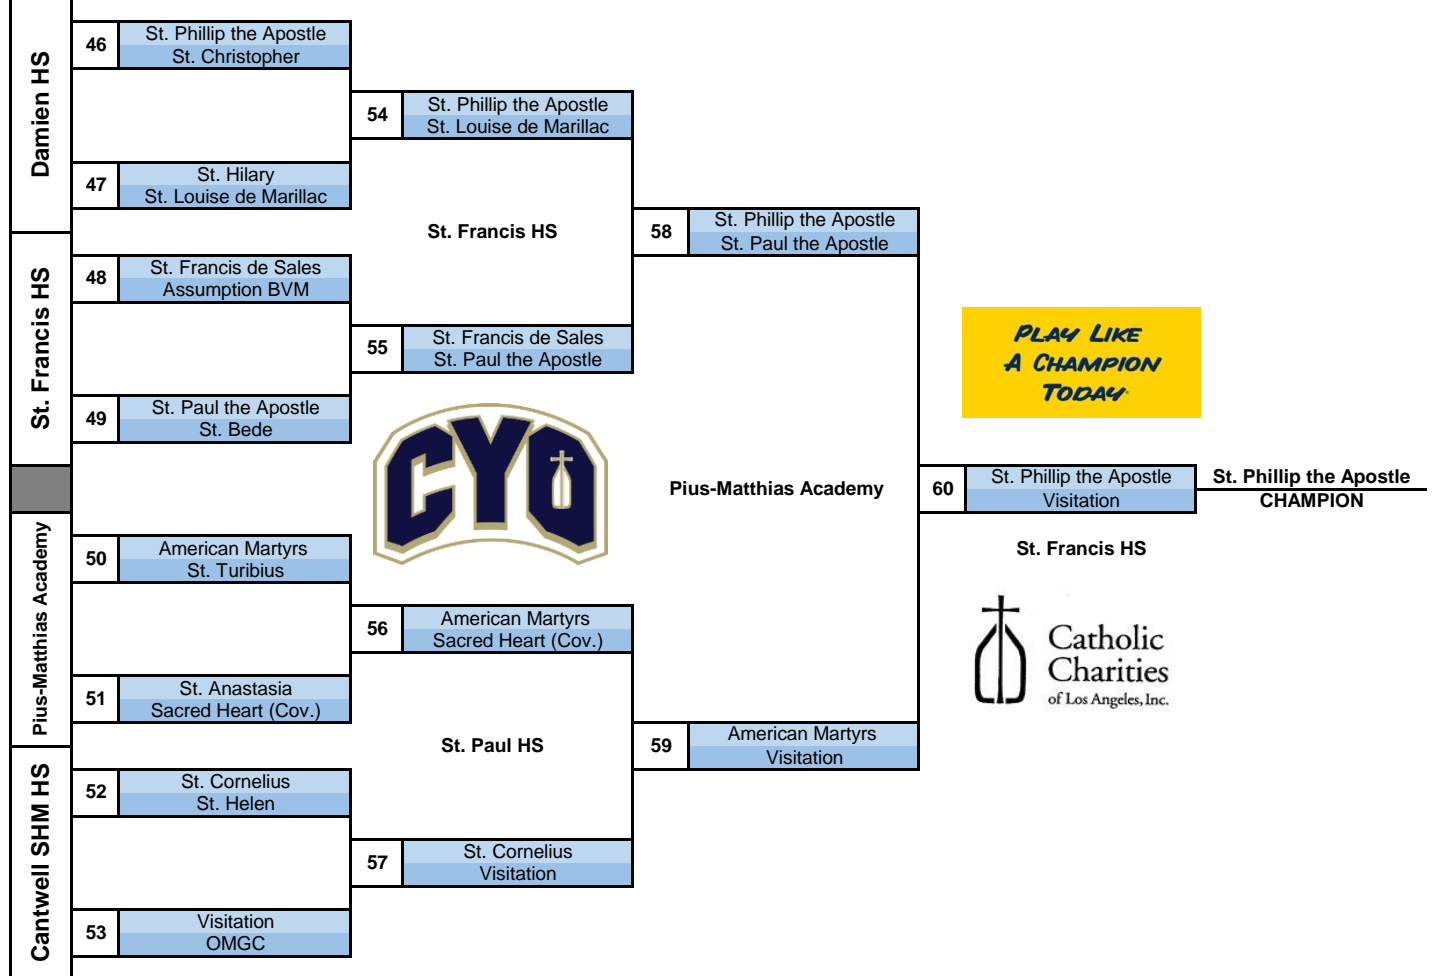 Damien HS
46
St. Phillip the Apostle
St. Christopher
47
St. Hilary
St. Louise de Marillac
St. Francis HS
48
St. Francis de Sales
Assumption BVM
49
St. Paul the Apostle
St. Bede
Pius-Matthias Academy
50
American Martyrs
St. Turibius
51
St. Anastasia
Sacred Heart (Cov.)
Cantwell SHM HS
52
St. Cornelius
St. Helen
53
Visitation
OMGC
54
St. Phillip the Apostle
St. Louise de Marillac
St. Francis HS
55
St. Francis de Sales
St. Paul the Apostle
CYO
56
American Martyrs
Sacred Heart (Cov.)
St. Paul HS
57
St. Cornelius
Visitation
58
St. Phillip the Apostle
St. Paul the Apostle
Pius-Matthias Academy
59
American Martyrs
Visitation
PLAY LIKE
A CHAMPION
TODAY
60
St. Phillip the Apostle
Visitation
St. Francis HS
St. Phillip the Apostle
CHAMPION
Catholic
Charities
of Los Angeles, Inc.